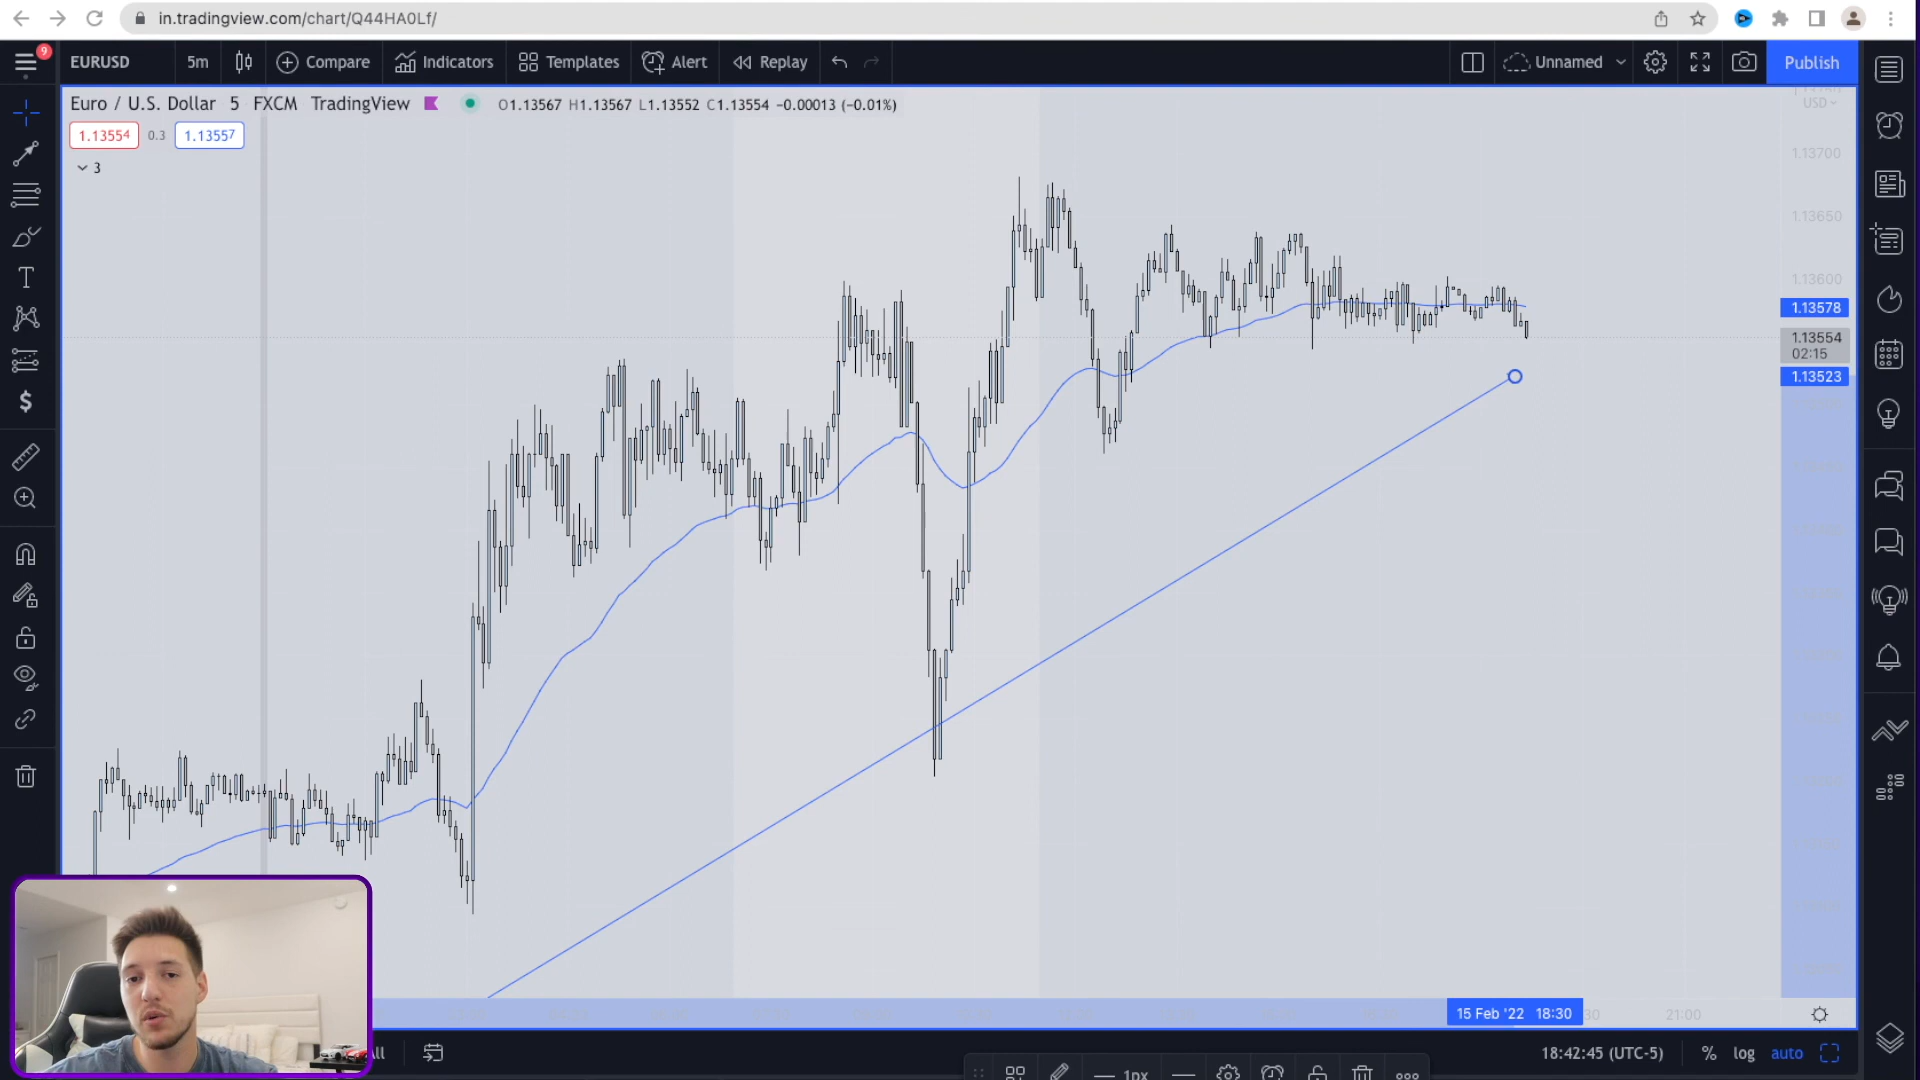 in.tradingview.com/chart/Q44HA0Lf/
9
EURUSD 5m Compare Indicators Templates Alert Replay Unnamed Publish
Euro / U.S. Dollar 5 FXCM TradingView O1.13567 H1.13567 L1.13552 C1.13554 −0.00013 (−0.01%)
USD
1.13554 0.3 1.13557
3
1.13700
1.13650
1.13600
1.13578
1.13554
02:15
1.13523
15 Feb '22 18:30
21:00
18:42:45 (UTC-5) % log auto
1px